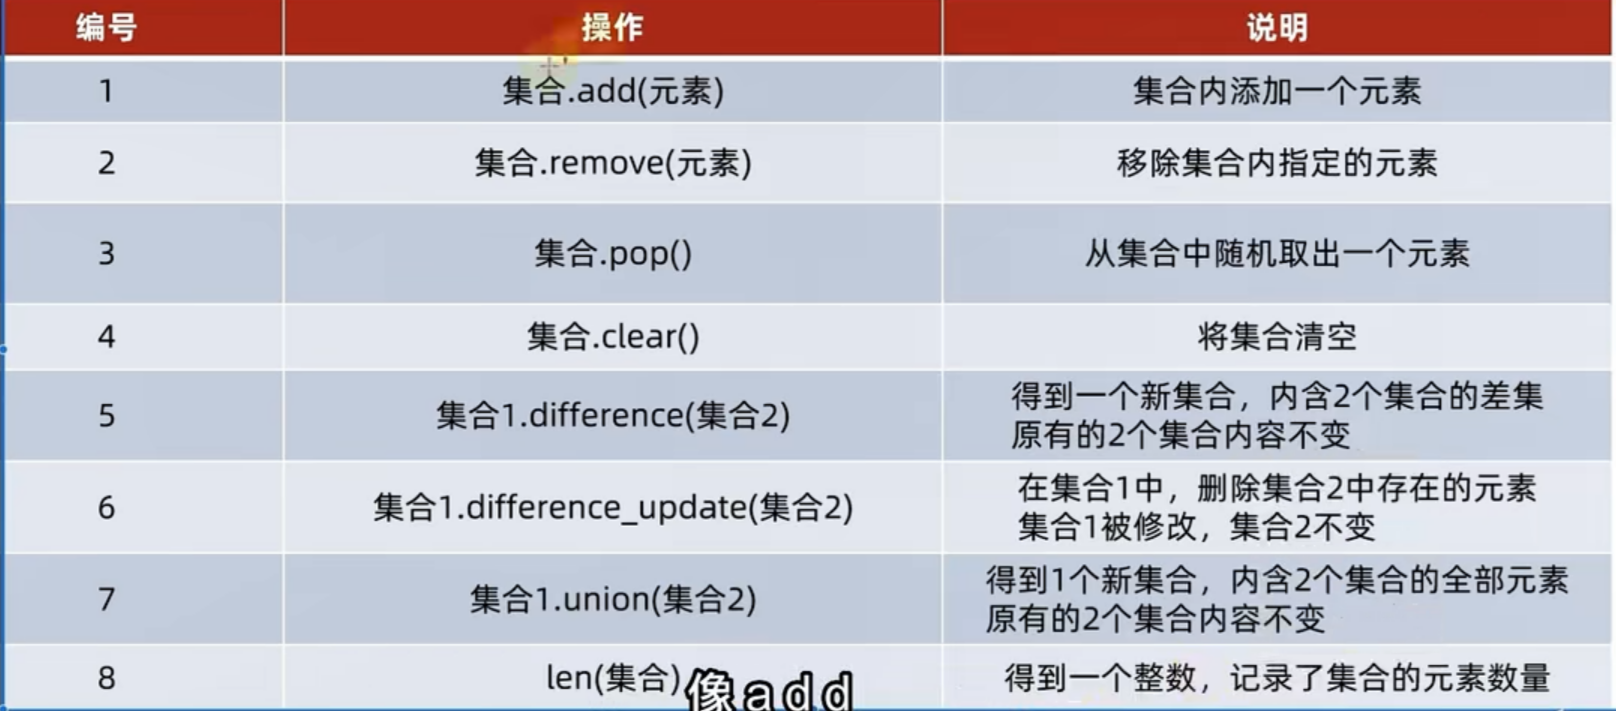 编号 操作 说明
1 集合.add(元素) 集合内添加一个元素
2 集合.remove(元素) 移除集合内指定的元素
3 集合.pop() 从集合中随机取出一个元素
4 集合.clear() 将集合清空
5 集合1.difference(集合2) 得到一个新集合，内含2个集合的差集
原有的2个集合内容不变
6 集合1.difference_update(集合2) 在集合1中，删除集合2中存在的元素
集合1被修改，集合2不变
7 集合1.union(集合2) 得到1个新集合，内含2个集合的全部元素
原有的2个集合内容不变
8 len(集合) 得到一个整数，记录了集合的元素数量
像add